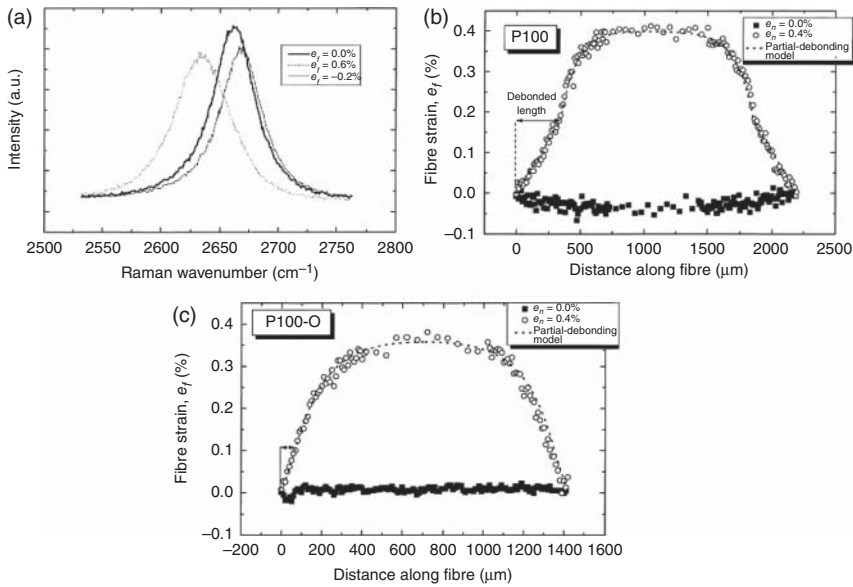 (a)
Intensity (a.u.)
e_f = 0.0%
e_f = 0.6%
e_f = −0.2%
2500 2550 2600 2650 2700 2750 2800
Raman wavenumber (cm⁻¹)
(b)
P100
e_n = 0.0%
e_n = 0.4%
Partial-debonding
model
Debonded
length
Fibre strain, e_f (%)
0.4
0.3
0.2
0.1
0.0
−0.1
0 500 1000 1500 2000 2500
Distance along fibre (μm)
(c)
P100-O
e_n = 0.0%
e_n = 0.4%
Partial-debonding
model
Fibre strain, e_f (%)
0.4
0.3
0.2
0.1
0.0
−0.1
−200 0 200 400 600 800 1000 1200 1400 1600
Distance along fibre (μm)